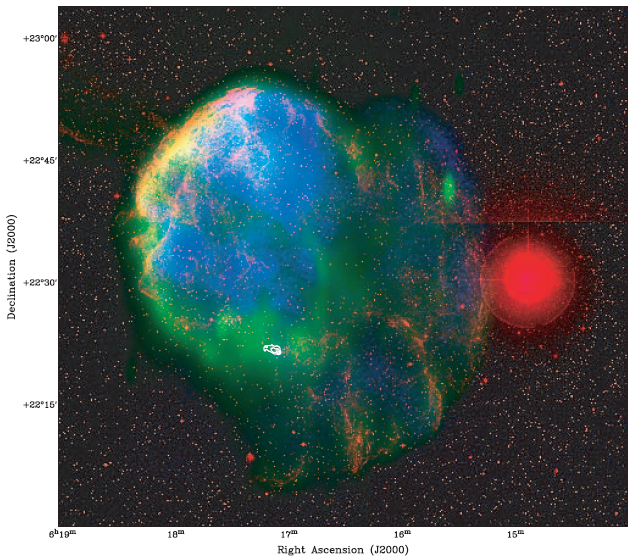 +23°00′
+22°45′
+22°30′
+22°15′
Declination (J2000)
6ʰ19ᵐ 18ᵐ 17ᵐ 16ᵐ 15ᵐ
Right Ascension (J2000)